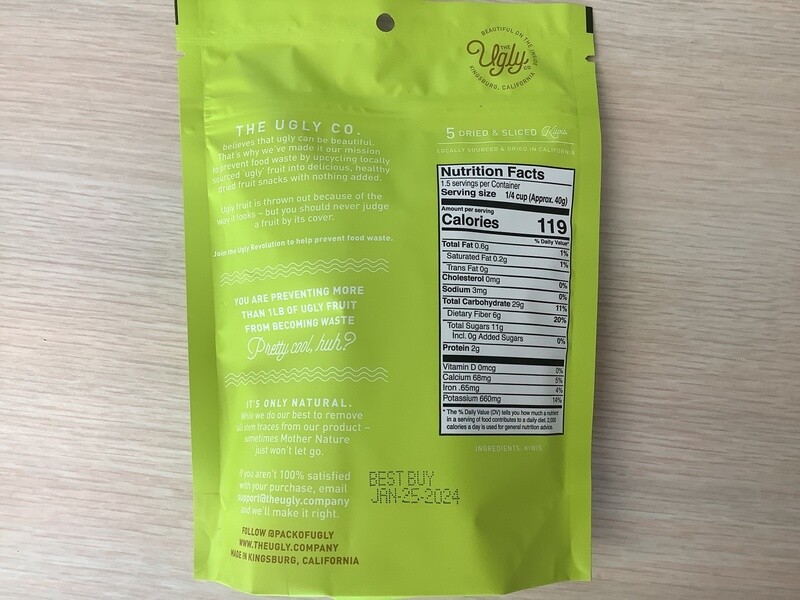 BEAUTIFUL ON THE INSIDE
THE
Ugly
CO
KINGSBURG, CALIFORNIA
THE UGLY CO.
believes that ugly can be beautiful.
That's why we've made it our mission
to prevent food waste by upcycling locally
sourced 'ugly' fruit into delicious, healthy
dried fruit snacks with nothing added.
Ugly fruit is thrown out because of the
way it looks – but you should never judge
a fruit by its cover.
Join the Ugly Revolution to help prevent food waste.
YOU ARE PREVENTING MORE
THAN 1LB OF UGLY FRUIT
FROM BECOMING WASTE
Pretty cool, huh?
IT'S ONLY NATURAL.
While we do our best to remove
all stem traces from our product –
sometimes Mother Nature
just won't let go.
If you aren't 100% satisfied
with your purchase, email
support@theugly.company
and we'll make it right.
FOLLOW @PACKOFUGLY
WWW.THEUGLY.COMPANY
MADE IN KINGSBURG, CALIFORNIA
5 DRIED & SLICED Kiwis
LOCALLY SOURCED & DRIED IN CALIFORNIA
Nutrition Facts
1.5 servings per Container
Serving size 1/4 cup (Approx. 40g)
Amount per serving
Calories 119
% Daily Value*
Total Fat 0.6g 1%
Saturated Fat 0.2g 1%
Trans Fat 0g
Cholesterol 0mg 0%
Sodium 3mg 0%
Total Carbohydrate 29g 11%
Dietary Fiber 6g 20%
Total Sugars 11g
Incl. 0g Added Sugars 0%
Protein 2g
Vitamin D 0mcg 0%
Calcium 68mg 5%
Iron .65mg 4%
Potassium 660mg 14%
* The % Daily Value (DV) tells you how much a nutrient
in a serving of food contributes to a daily diet. 2,000
calories a day is used for general nutrition advice.
INGREDIENTS: KIWIS.
BEST BUY
JAN-25-2024